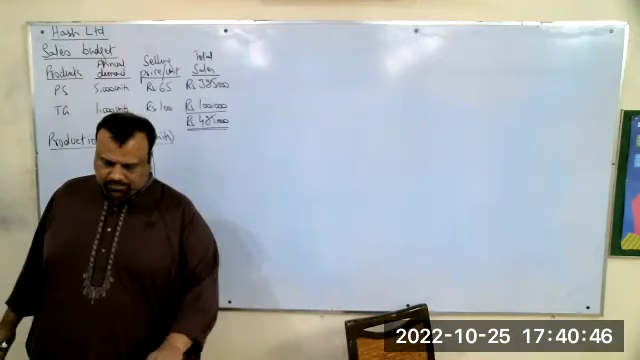 Hash Ltd
Sales budget
Products Annual demand Selling price/unit Total Sales
PS 5,000 units Rs 65 Rs 325,000
TG 1,000 units Rs 100 Rs 100,000
Rs 425,000
2022-10-25 17:40:46